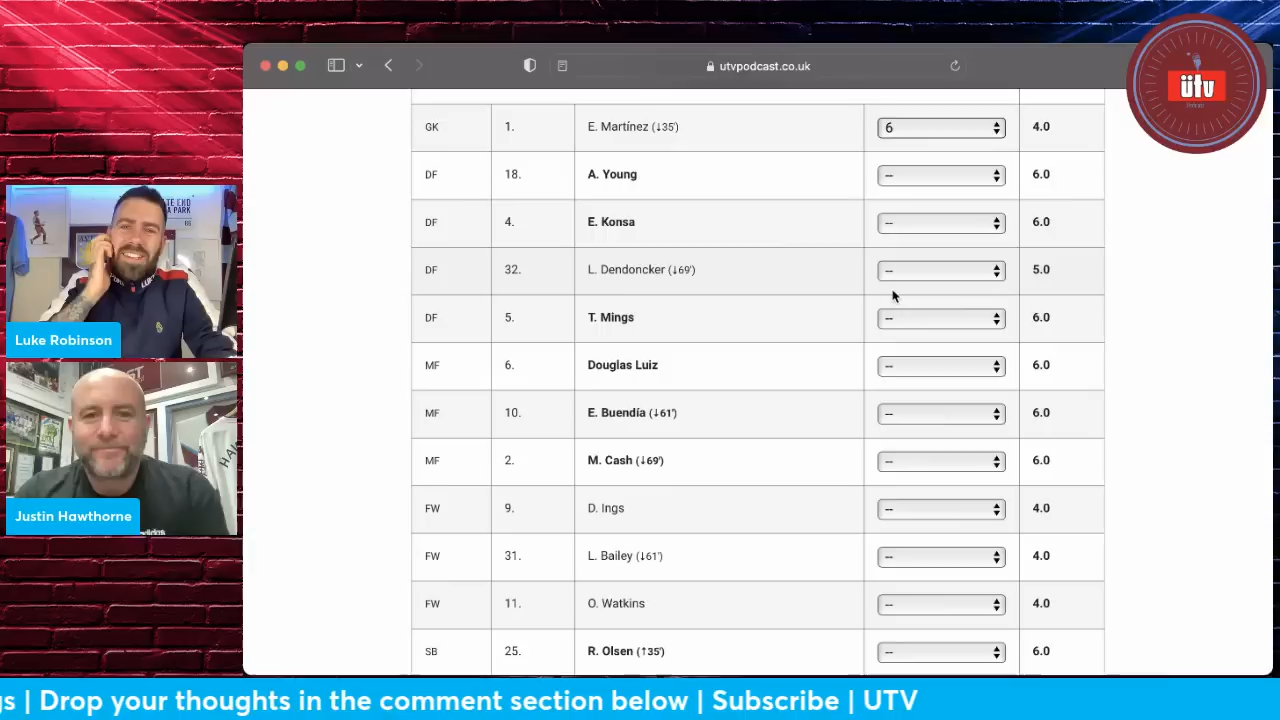 utvpodcast.co.uk
ütv
GK 1. E. Martínez (↓35') 6 4.0
DF 18. A. Young -- 6.0
DF 4. E. Konsa -- 6.0
DF 32. L. Dendoncker (↓69') -- 5.0
DF 5. T. Mings -- 6.0
MF 6. Douglas Luiz -- 6.0
MF 10. E. Buendía (↓61') -- 6.0
MF 2. M. Cash (↓69') -- 6.0
FW 9. D. Ings -- 4.0
FW 31. L. Bailey (↓61') -- 4.0
FW 11. O. Watkins -- 4.0
SB 25. R. Olsen (↑35') -- 6.0
Luke Robinson
Justin Hawthorne
gs | Drop your thoughts in the comment section below | Subscribe | UTV